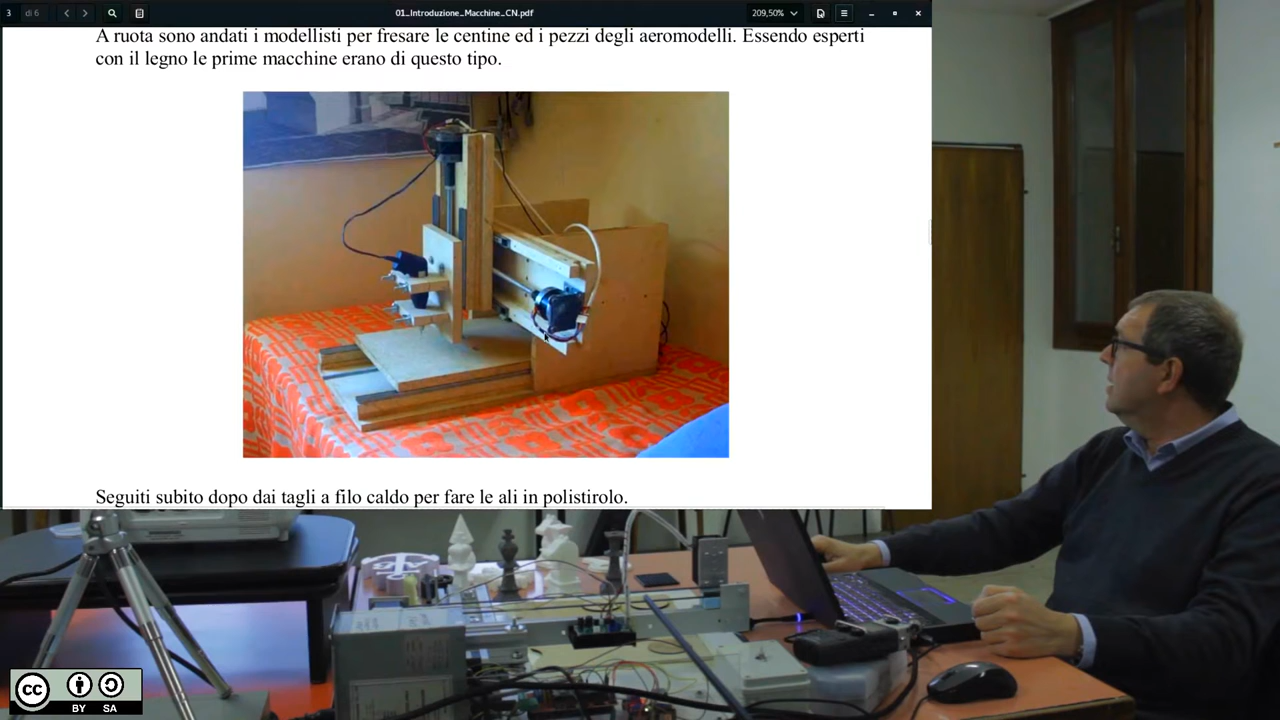 3 di 6
01_Introduzione_Macchine_CN.pdf
209,50%
A ruota sono andati i modellisti per fresare le centine ed i pezzi degli aeromodelli. Essendo esperti
con il legno le prime macchine erano di questo tipo.
Seguiti subito dopo dai tagli a filo caldo per fare le ali in polistirolo.
cc
BY SA